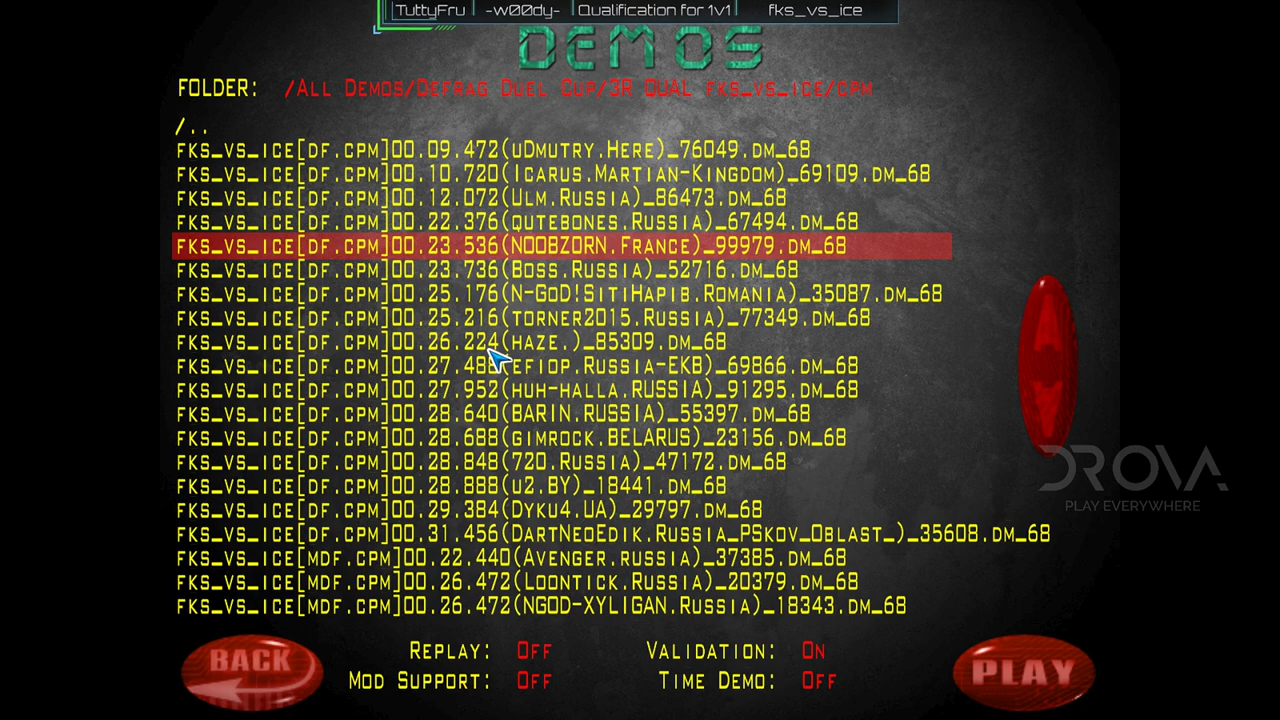 TuttyFru -w00dy- Qualification for 1v1 fks_vs_ice
DEMOS
FOLDER: /ALL DEMOS/DEFRAG DUEL CUP/3R QUAL FKS_VS_ICE/CPM
/..
FKS_VS_ICE[DF.CPM]00.09.472(UDMUTRY.HERE)_76049.DM_68
FKS_VS_ICE[DF.CPM]00.10.720(ICARUS.MARTIAN-KINGDOM)_69109.DM_68
FKS_VS_ICE[DF.CPM]00.12.072(ULM.RUSSIA)_86473.DM_68
FKS_VS_ICE[DF.CPM]00.22.376(QUTEBONES.RUSSIA)_67494.DM_68
FKS_VS_ICE[DF.CPM]00.23.536(NOOBZORN.FRANCE)_99979.DM_68
FKS_VS_ICE[DF.CPM]00.23.736(BOSS.RUSSIA)_52716.DM_68
FKS_VS_ICE[DF.CPM]00.25.176(N-GOD!SITIHAPIB.ROMANIA)_35087.DM_68
FKS_VS_ICE[DF.CPM]00.25.216(TORNER2015.RUSSIA)_77349.DM_68
FKS_VS_ICE[DF.CPM]00.26.224(HAZE.)_85309.DM_68
FKS_VS_ICE[DF.CPM]00.27.488(EFIOP.RUSSIA-EKB)_69866.DM_68
FKS_VS_ICE[DF.CPM]00.27.952(HUH-HALLA.RUSSIA)_91295.DM_68
FKS_VS_ICE[DF.CPM]00.28.640(BARIN.RUSSIA)_55397.DM_68
FKS_VS_ICE[DF.CPM]00.28.688(GIMROCK.BELARUS)_23156.DM_68
FKS_VS_ICE[DF.CPM]00.28.848(720.RUSSIA)_47172.DM_68
FKS_VS_ICE[DF.CPM]00.28.888(U2.BY)_18441.DM_68
FKS_VS_ICE[DF.CPM]00.29.384(DYKU4.UA)_29797.DM_68
FKS_VS_ICE[DF.CPM]00.31.456(DARTNEOEDIK.RUSSIA_PSKOV_OBLAST_)_35608.DM_68
FKS_VS_ICE[MDF.CPM]00.22.440(AVENGER.RUSSIA)_37385.DM_68
FKS_VS_ICE[MDF.CPM]00.26.472(LOONTICK.RUSSIA)_20379.DM_68
FKS_VS_ICE[MDF.CPM]00.26.472(NGOD-XYLIGAN.RUSSIA)_18343.DM_68
DROVA
PLAY EVERYWHERE
REPLAY: OFF VALIDATION: ON
MOD SUPPORT: OFF TIME DEMO: OFF
BACK
PLAY